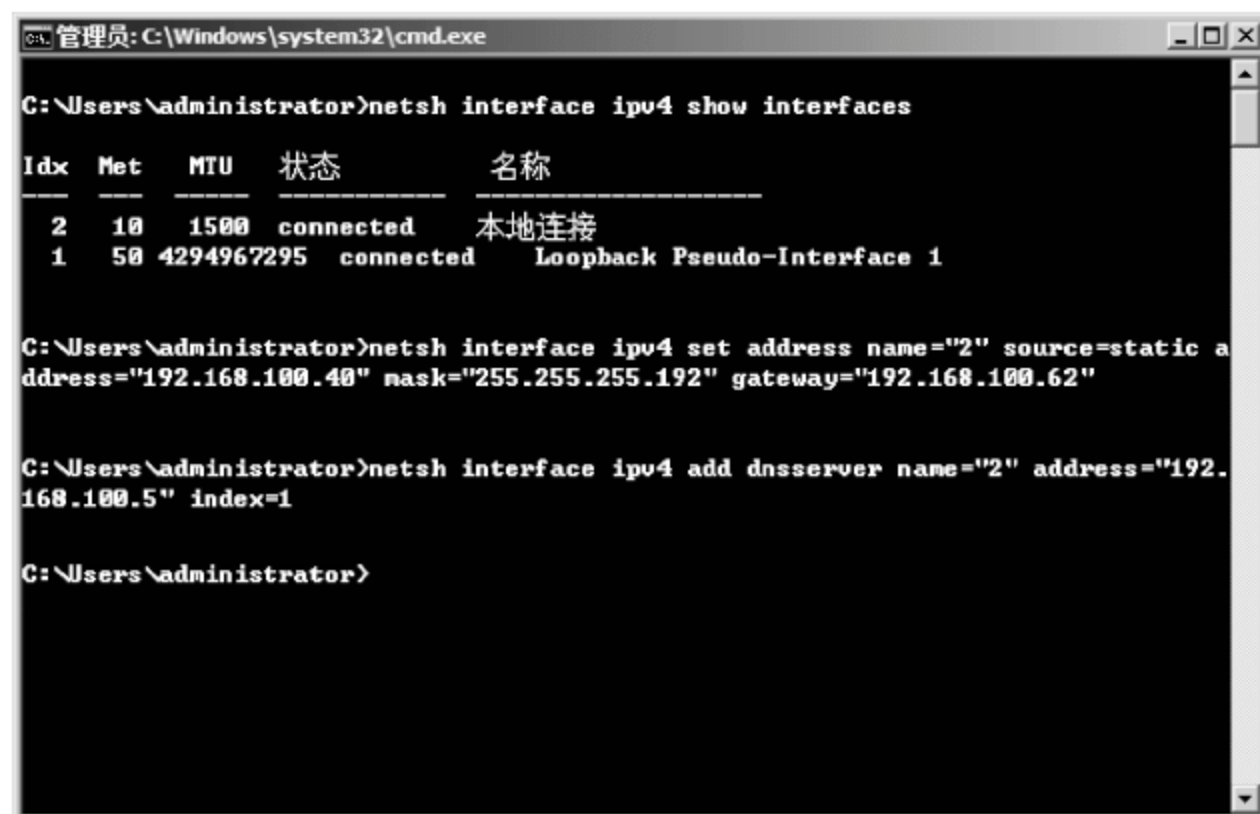 管理员: C:\Windows\system32\cmd.exe
C:\Users\administrator>netsh interface ipv4 show interfaces
Idx Met MTU 状态 名称
--- --- ----- ----------- -------------------
2 10 1500 connected 本地连接
1 50 4294967295 connected Loopback Pseudo-Interface 1
C:\Users\administrator>netsh interface ipv4 set address name="2" source=static a
ddress="192.168.100.40" mask="255.255.255.192" gateway="192.168.100.62"
C:\Users\administrator>netsh interface ipv4 add dnsserver name="2" address="192.
168.100.5" index=1
C:\Users\administrator>